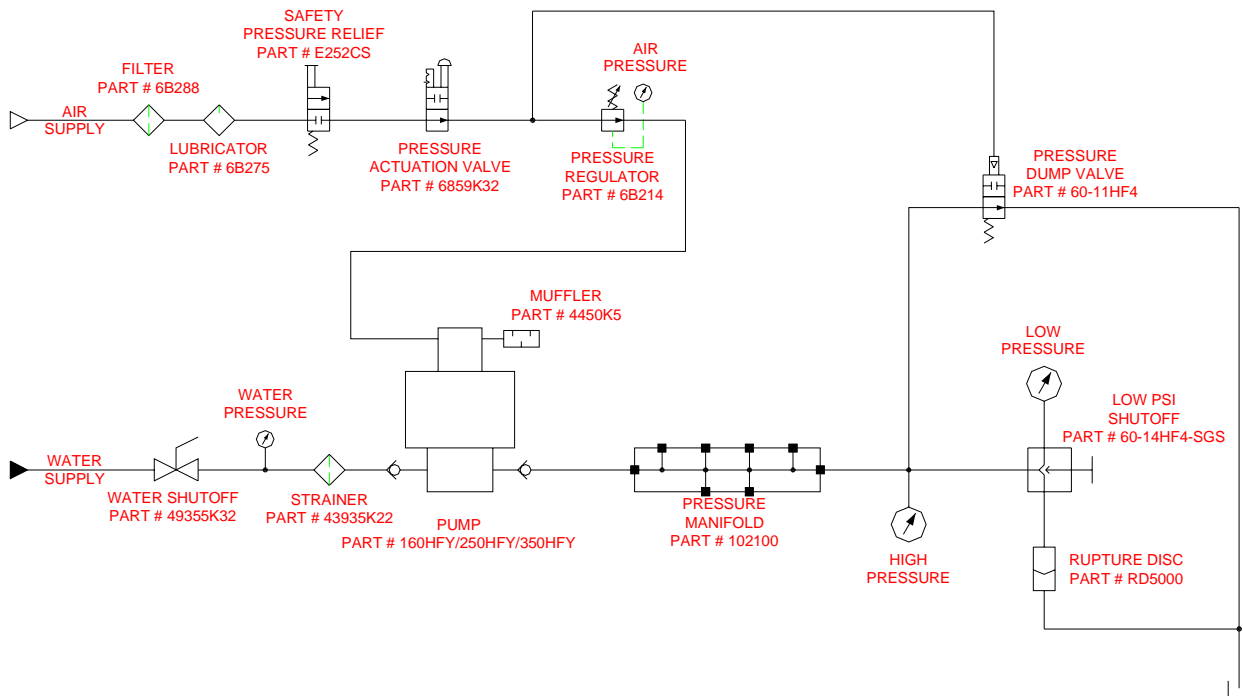 SAFETY
PRESSURE RELIEF
PART # E252CS
FILTER
PART # 6B288
AIR
SUPPLY
LUBRICATOR
PART # 6B275
PRESSURE
ACTUATION VALVE
PART # 6859K32
AIR
PRESSURE
PRESSURE
REGULATOR
PART # 6B214
PRESSURE
DUMP VALVE
PART # 60-11HF4
MUFFLER
PART # 4450K5
LOW
PRESSURE
WATER
PRESSURE
LOW PSI
SHUTOFF
PART # 60-14HF4-SGS
WATER
SUPPLY
WATER SHUTOFF
PART # 49355K32
STRAINER
PART # 43935K22
PUMP
PART # 160HFY/250HFY/350HFY
PRESSURE
MANIFOLD
PART # 102100
HIGH
PRESSURE
RUPTURE DISC
PART # RD5000